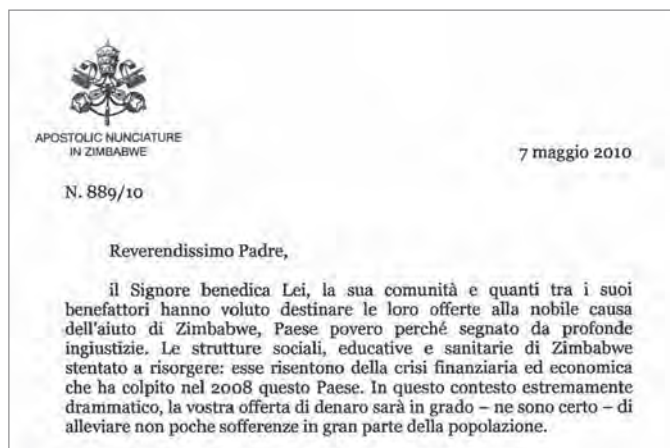 APOSTOLIC NUNCIATURE
IN ZIMBABWE
7 maggio 2010
N. 889/10
Reverendissimo Padre,
il Signore benedica Lei, la sua comunità e quanti tra i suoi
benefattori hanno voluto destinare le loro offerte alla nobile causa
dell'aiuto di Zimbabwe, Paese povero perché segnato da profonde
ingiustizie. Le strutture sociali, educative e sanitarie di Zimbabwe
stentato a risorgere: esse risentono della crisi finanziaria ed economica
che ha colpito nel 2008 questo Paese. In questo contesto estremamente
drammatico, la vostra offerta di denaro sarà in grado – ne sono certo – di
alleviare non poche sofferenze in gran parte della popolazione.